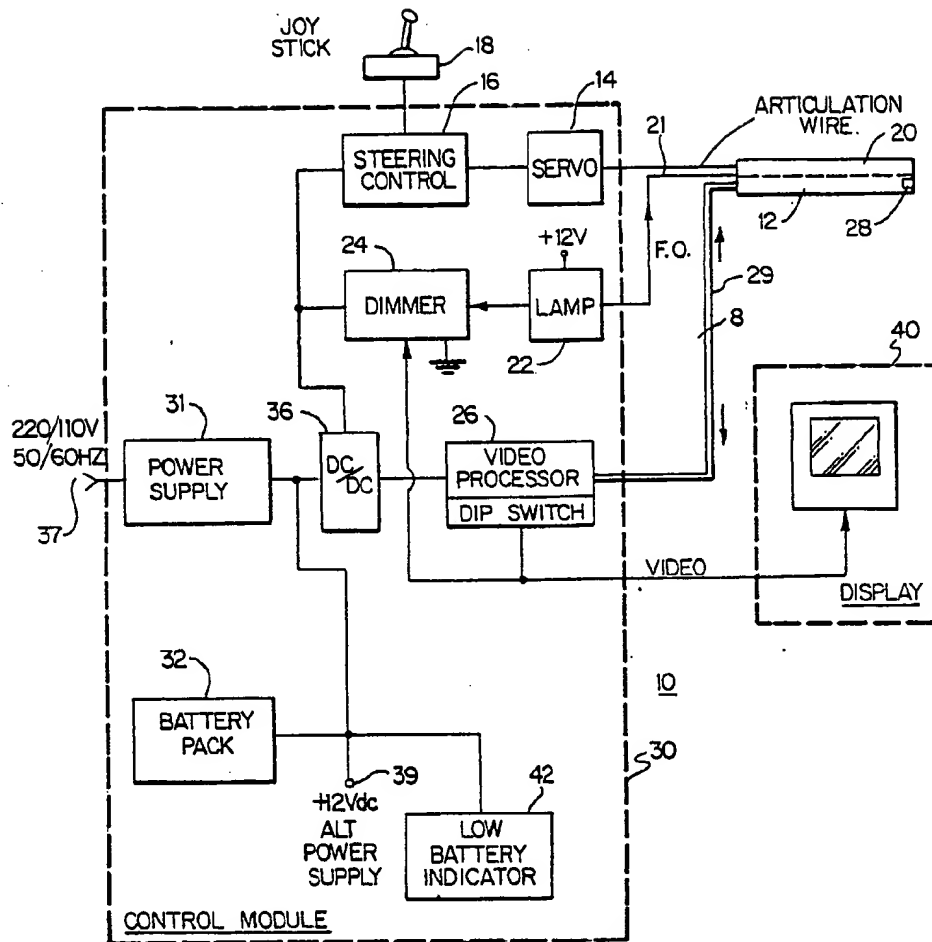 JOY
STICK
18
16
14
ARTICULATION
WIRE.
20
21
STEERING
CONTROL
SERVO
12
28
+12V
F.O.
24
29
DIMMER
LAMP
8
22
40
220/110V
50/60HZ
31
36
26
POWER
SUPPLY
DC/DC
VIDEO
PROCESSOR
DIP SWITCH
37
VIDEO
DISPLAY
32
10
BATTERY
PACK
39
30
+12Vdc
42
ALT
POWER
SUPPLY
LOW
BATTERY
INDICATOR
CONTROL MODULE